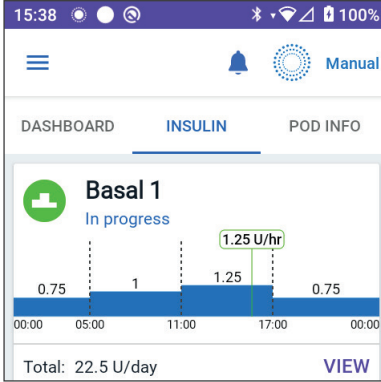 15:38 100%
Manual
DASHBOARD INSULIN POD INFO
Basal 1
In progress
1.25 U/hr
0.75 1 1.25 0.75
00:00 05:00 11:00 17:00 00:00
Total: 22.5 U/day VIEW